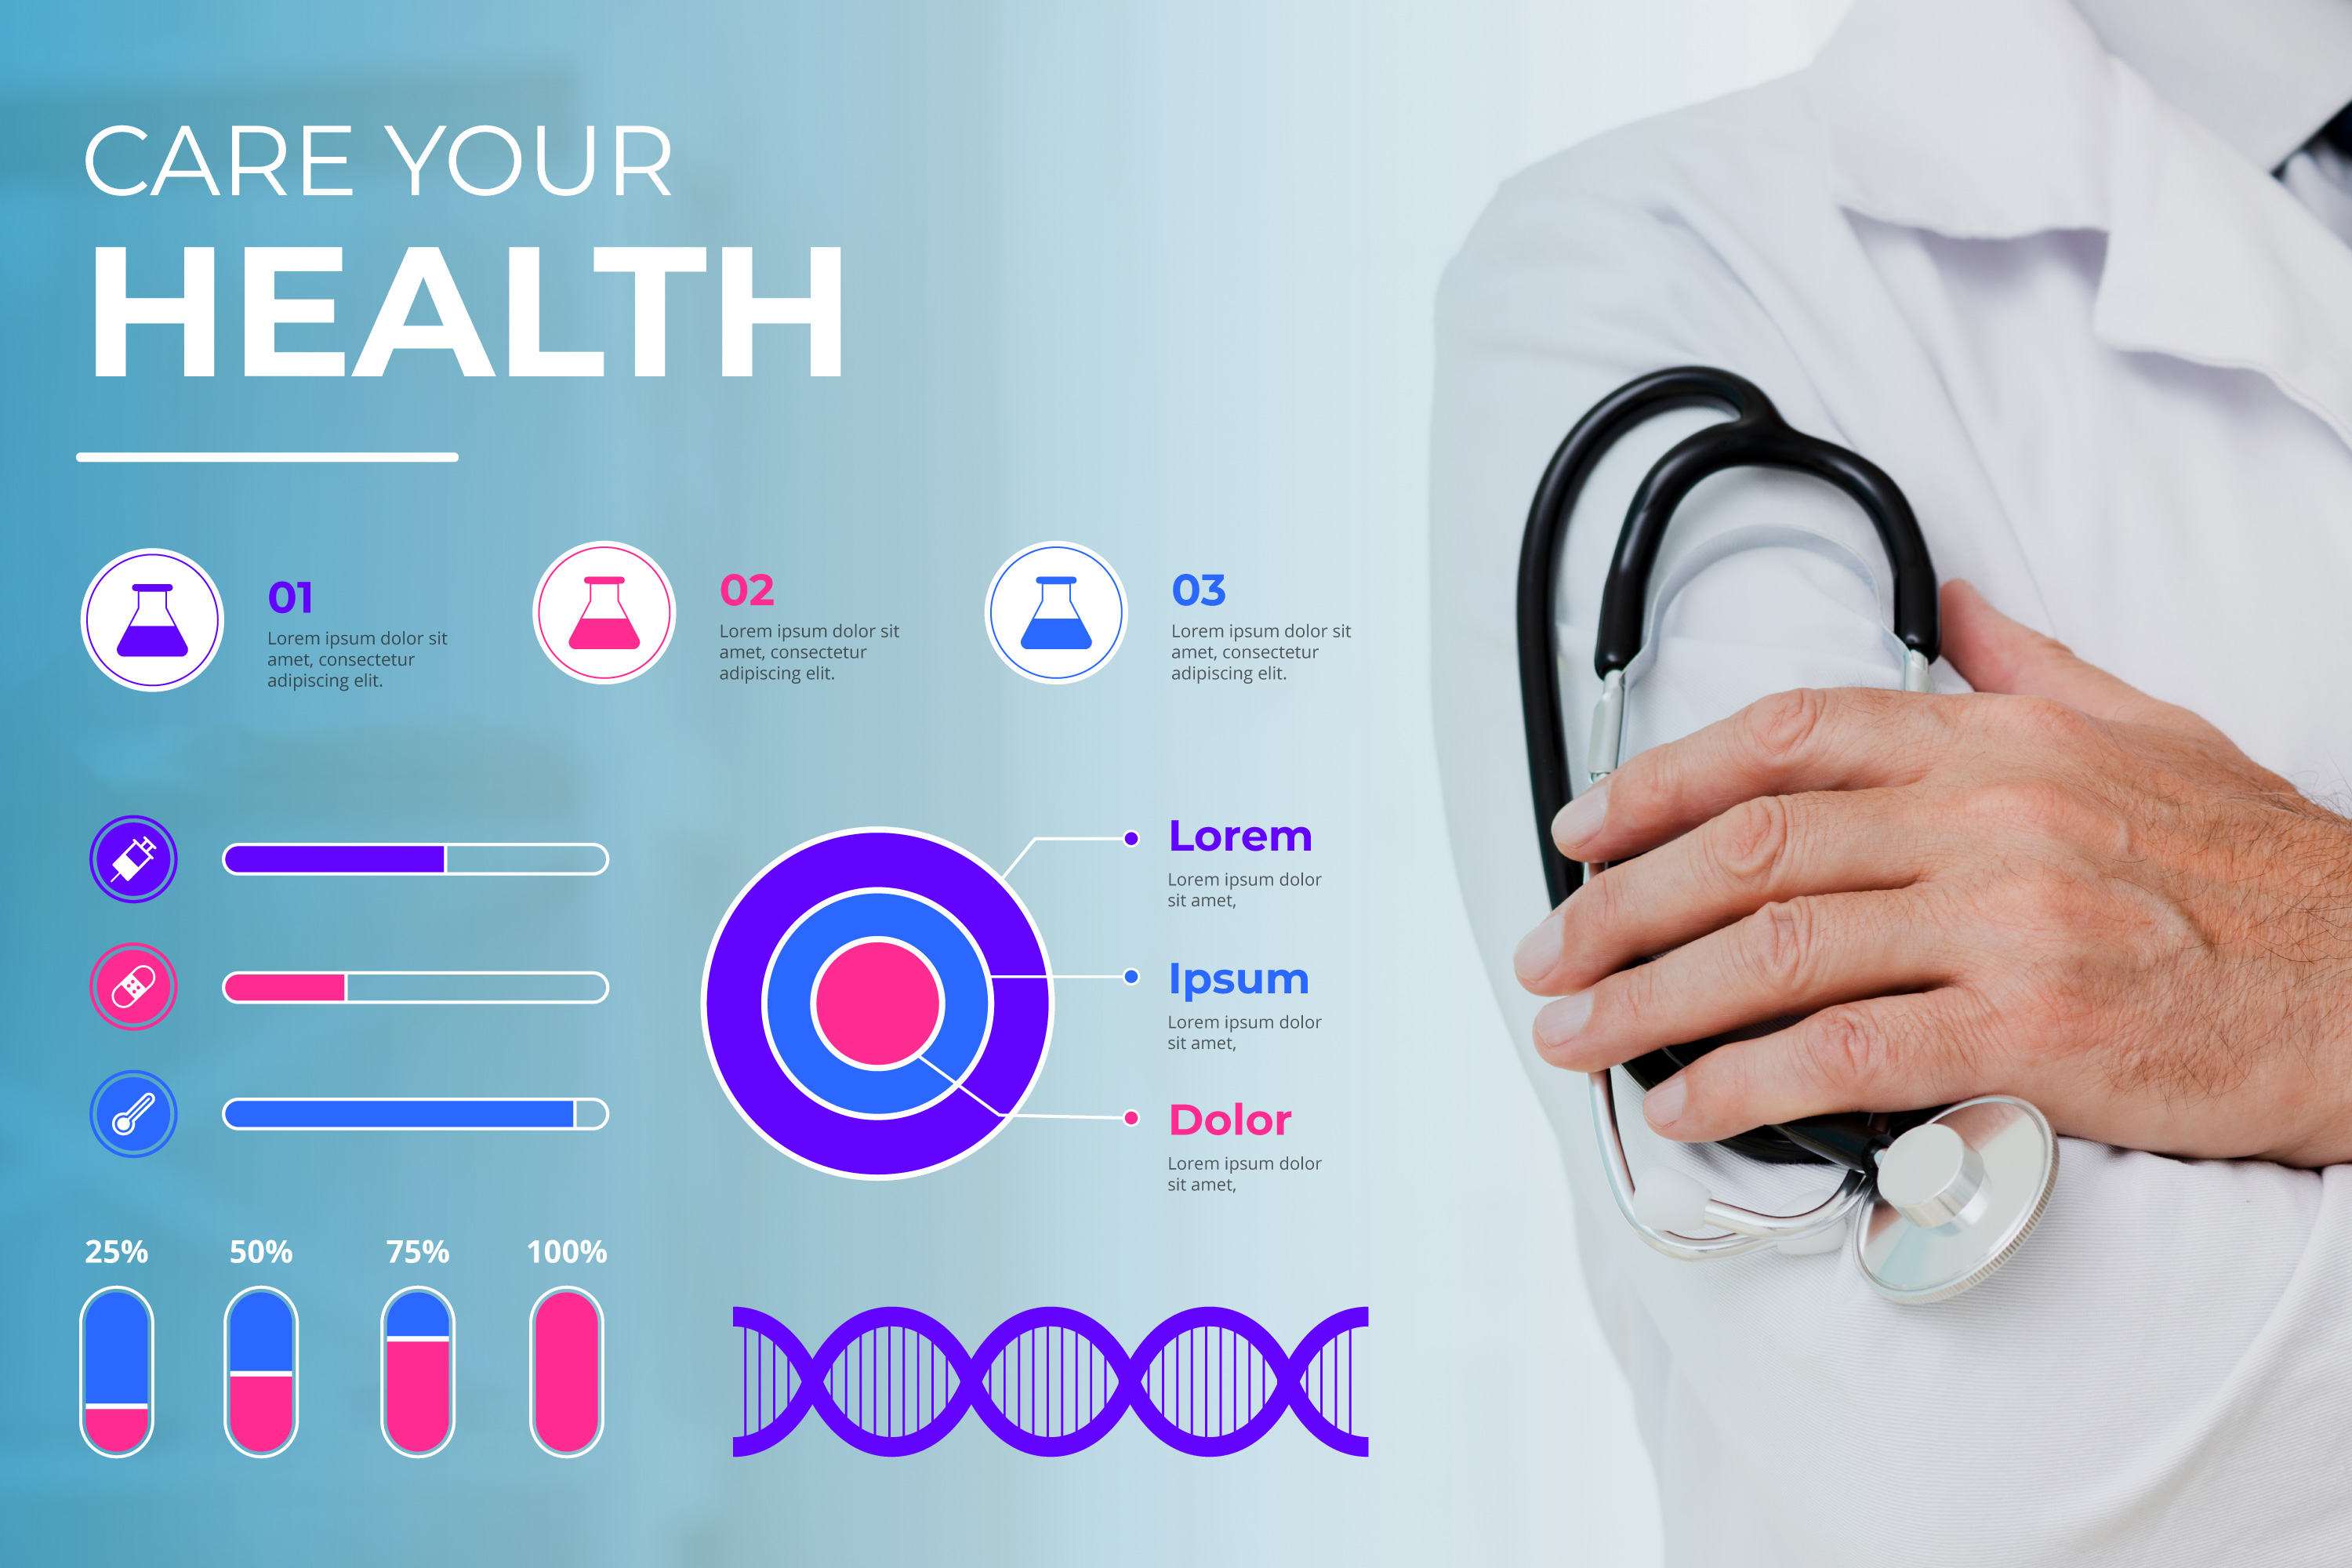 CARE YOUR
HEALTH
01
Lorem ipsum dolor sit
amet, consectetur
adipiscing elit.
02
Lorem ipsum dolor sit
amet, consectetur
adipiscing elit.
03
Lorem ipsum dolor sit
amet, consectetur
adipiscing elit.
Lorem
Lorem ipsum dolor
sit amet,
Ipsum
Lorem ipsum dolor
sit amet,
Dolor
Lorem ipsum dolor
sit amet,
25% 50% 75% 100%